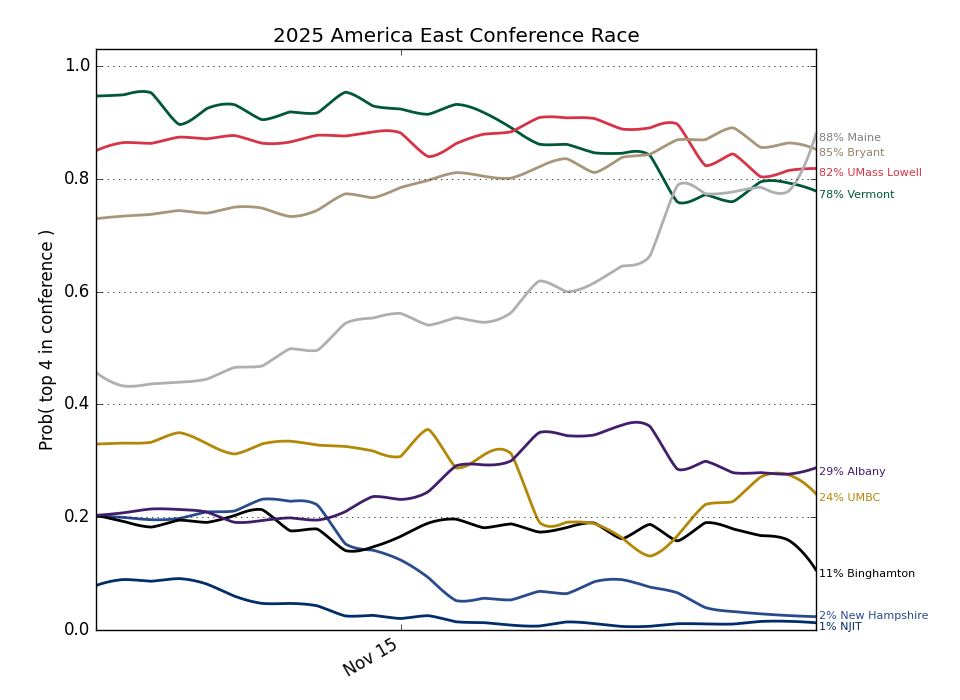 2025 America East Conference Race
1.0
0.8
0.6
0.4
0.2
0.0
Prob( top 4 in conference )
Nov 15
88% Maine
85% Bryant
82% UMass Lowell
78% Vermont
29% Albany
24% UMBC
11% Binghamton
2% New Hampshire
1% NJIT